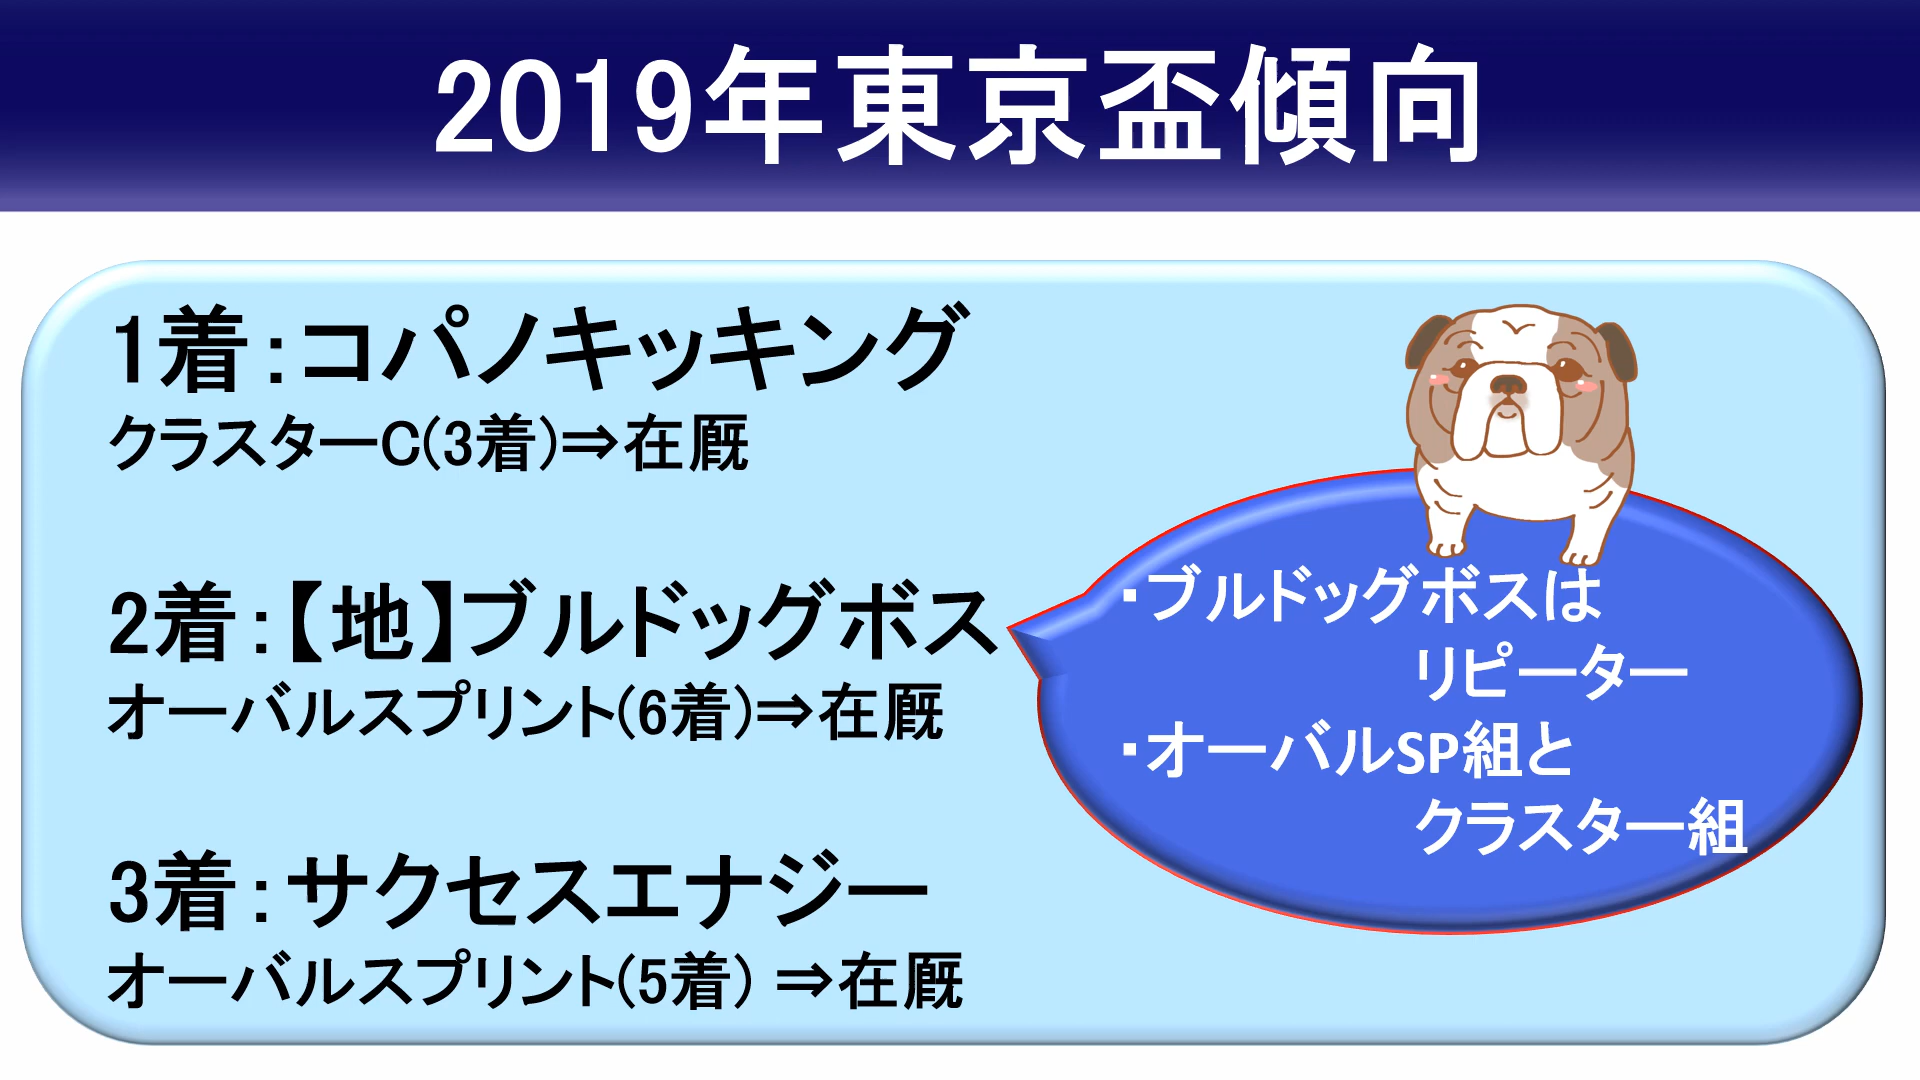 2019年東京盃傾向
1着:コパノキッキング
クラスターC(3着)⇒在厩
2着:【地】ブルドッグボス
オーバルスプリント(6着)⇒在厩
3着:サクセスエナジー
オーバルスプリント(5着) ⇒在厩
・ブルドッグボスは
リピーター
・オーバルSP組と
クラスター組